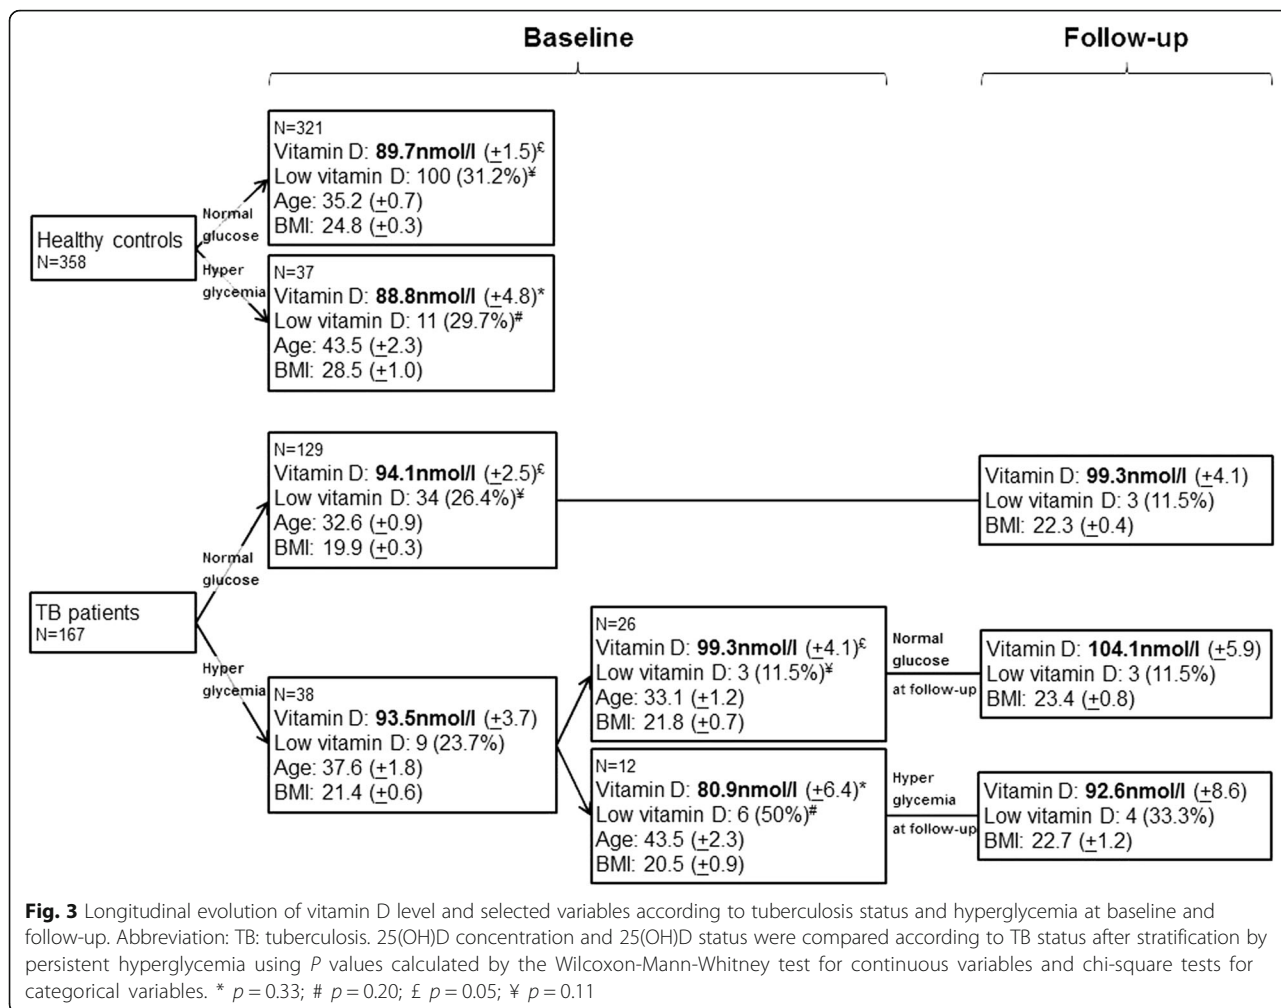 Baseline
Follow-up
Healthy controls
N=358
Normal
glucose
Hyper
glycemia
N=321
Vitamin D: 89.7nmol/l (±1.5)£
Low vitamin D: 100 (31.2%)¥
Age: 35.2 (±0.7)
BMI: 24.8 (±0.3)
N=37
Vitamin D: 88.8nmol/l (±4.8)*
Low vitamin D: 11 (29.7%)#
Age: 43.5 (±2.3)
BMI: 28.5 (±1.0)
TB patients
N=167
Normal
glucose
Hyper
glycemia
N=129
Vitamin D: 94.1nmol/l (±2.5)£
Low vitamin D: 34 (26.4%)¥
Age: 32.6 (±0.9)
BMI: 19.9 (±0.3)
Vitamin D: 99.3nmol/l (±4.1)
Low vitamin D: 3 (11.5%)
BMI: 22.3 (±0.4)
N=38
Vitamin D: 93.5nmol/l (±3.7)
Low vitamin D: 9 (23.7%)
Age: 37.6 (±1.8)
BMI: 21.4 (±0.6)
N=26
Vitamin D: 99.3nmol/l (±4.1)£
Low vitamin D: 3 (11.5%)¥
Age: 33.1 (±1.2)
BMI: 21.8 (±0.7)
Normal
glucose
at follow-up
Vitamin D: 104.1nmol/l (±5.9)
Low vitamin D: 3 (11.5%)
BMI: 23.4 (±0.8)
N=12
Vitamin D: 80.9nmol/l (±6.4)*
Low vitamin D: 6 (50%)#
Age: 43.5 (±2.3)
BMI: 20.5 (±0.9)
Hyper
glycemia
at follow-up
Vitamin D: 92.6nmol/l (±8.6)
Low vitamin D: 4 (33.3%)
BMI: 22.7 (±1.2)
Fig. 3 Longitudinal evolution of vitamin D level and selected variables according to tuberculosis status and hyperglycemia at baseline and
follow-up. Abbreviation: TB: tuberculosis. 25(OH)D concentration and 25(OH)D status were compared according to TB status after stratification by
persistent hyperglycemia using P values calculated by the Wilcoxon-Mann-Whitney test for continuous variables and chi-square tests for
categorical variables. * p = 0.33; # p = 0.20; £ p = 0.05; ¥ p = 0.11